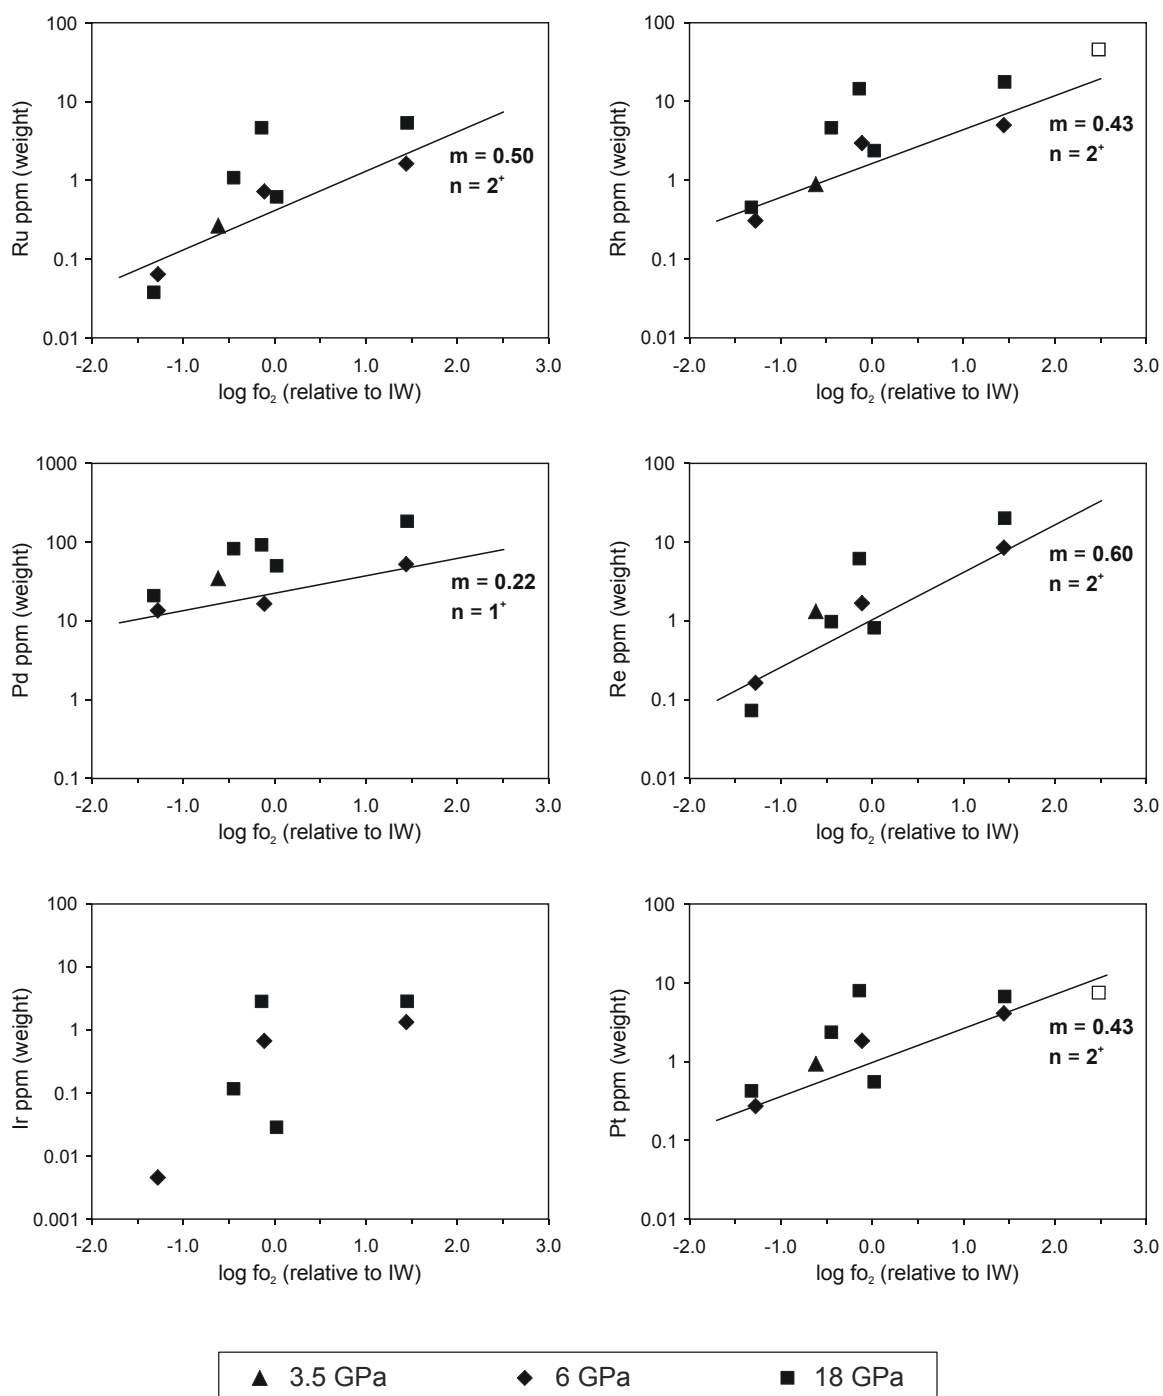 Ru ppm (weight)
100
10
1
0.1
0.01
m = 0.50
n = 2⁺
-2.0 -1.0 0.0 1.0 2.0 3.0
log fo₂ (relative to IW)
Rh ppm (weight)
100
10
1
0.1
0.01
m = 0.43
n = 2⁺
-2.0 -1.0 0.0 1.0 2.0 3.0
log fo₂ (relative to IW)
Pd ppm (weight)
1000
100
10
1
0.1
m = 0.22
n = 1⁺
-2.0 -1.0 0.0 1.0 2.0 3.0
log fo₂ (relative to IW)
Re ppm (weight)
100
10
1
0.1
0.01
m = 0.60
n = 2⁺
-2.0 -1.0 0.0 1.0 2.0 3.0
log fo₂ (relative to IW)
Ir ppm (weight)
100
10
1
0.1
0.01
0.001
-2.0 -1.0 0.0 1.0 2.0 3.0
log fo₂ (relative to IW)
Pt ppm (weight)
100
10
1
0.1
0.01
m = 0.43
n = 2⁺
-2.0 -1.0 0.0 1.0 2.0 3.0
log fo₂ (relative to IW)
3.5 GPa 6 GPa 18 GPa